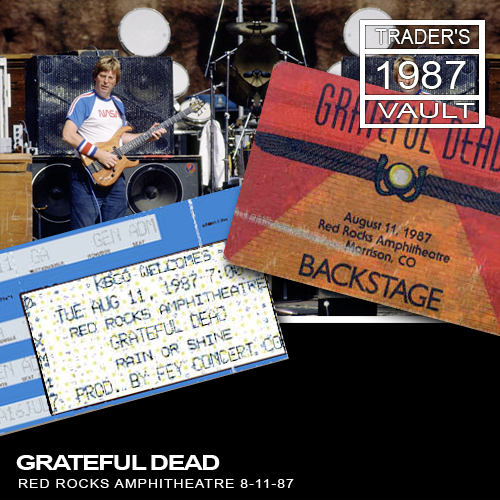 TRADER'S
1987
VAULT
NASA
GRATEFUL DEAD
August 11, 1987
Red Rocks Amphitheatre
Morrison, CO
BACKSTAGE
GA GEN ADM
KBCO WELCOMES
TUE AUG 11, 1987 7:00
RED ROCKS AMPHITHEATRE
GRATEFUL DEAD
RAIN OR SHINE
PROD. BY FEY CONCERT CO
GRATEFUL DEAD
RED ROCKS AMPHITHEATRE 8-11-87